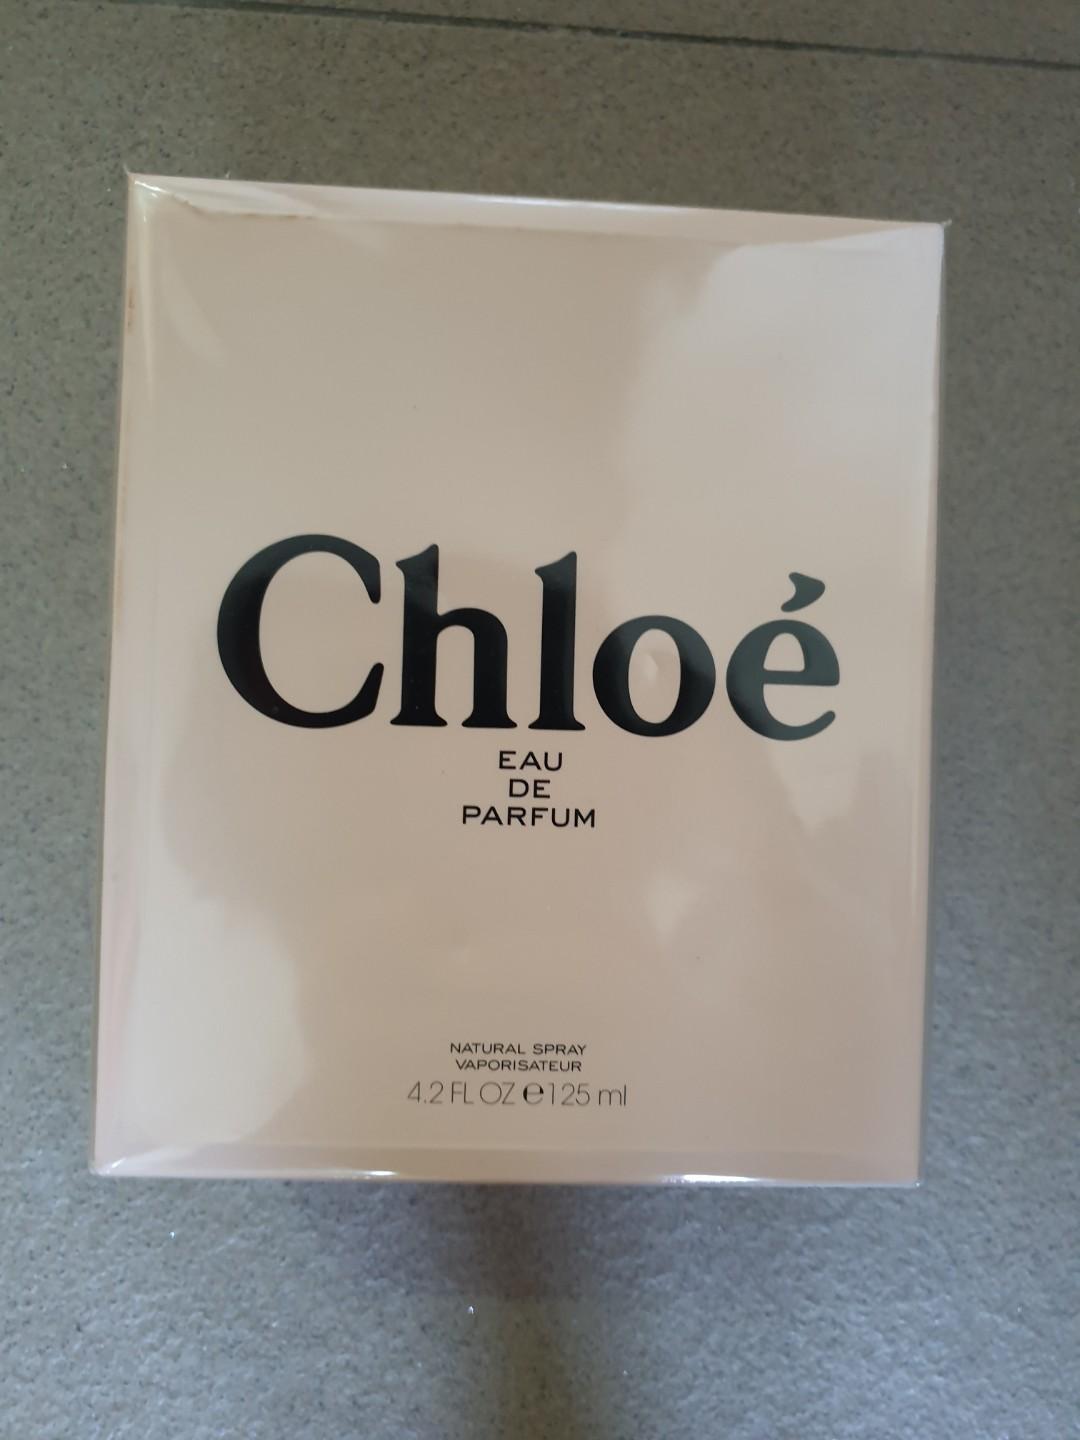 Chloé
EAU
DE
PARFUM
NATURAL SPRAY
VAPORISATEUR
4.2 FL OZ ℮125 ml